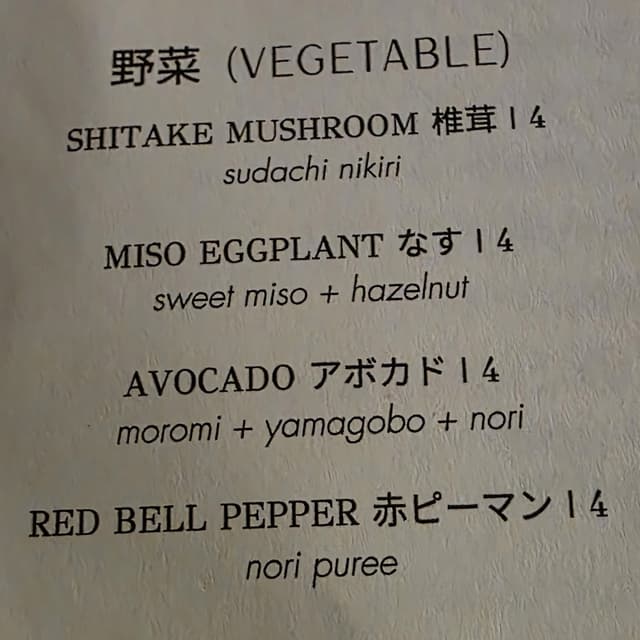 野菜 (VEGETABLE)
SHITAKE MUSHROOM 椎茸 | 4
sudachi nikiri
MISO EGGPLANT なす | 4
sweet miso + hazelnut
AVOCADO アボカド | 4
moromi + yamagobo + nori
RED BELL PEPPER 赤ピーマン | 4
nori puree